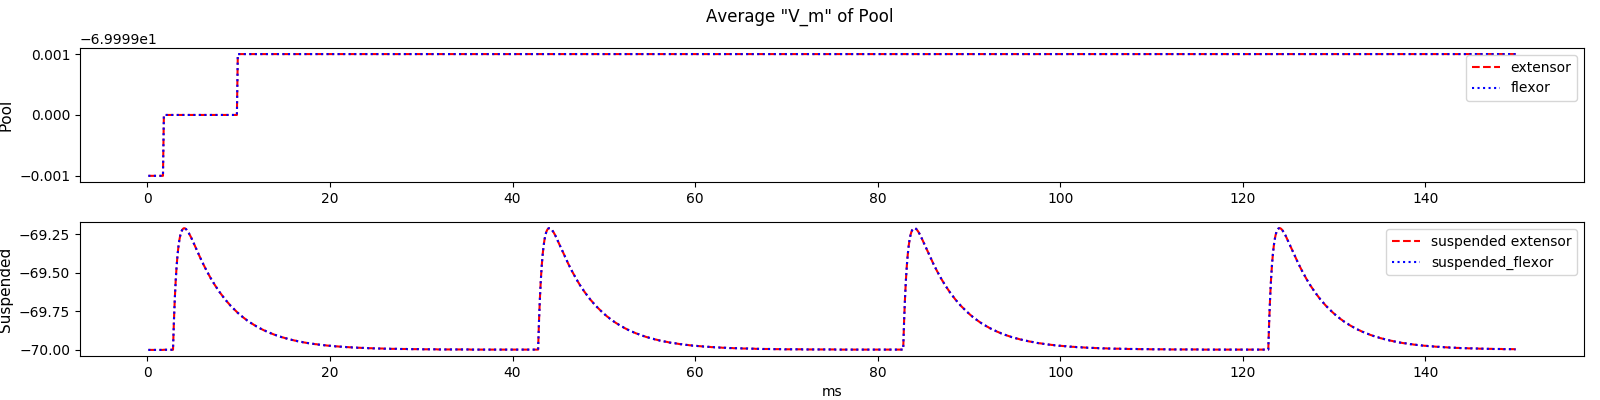 Average "V_m" of Pool
−6.9999e1
0.001
0.000
−0.001
Pool
extensor
flexor
0 20 40 60 80 100 120 140
−69.25
−69.50
−69.75
−70.00
Suspended
suspended extensor
suspended_flexor
0 20 40 60 80 100 120 140
ms